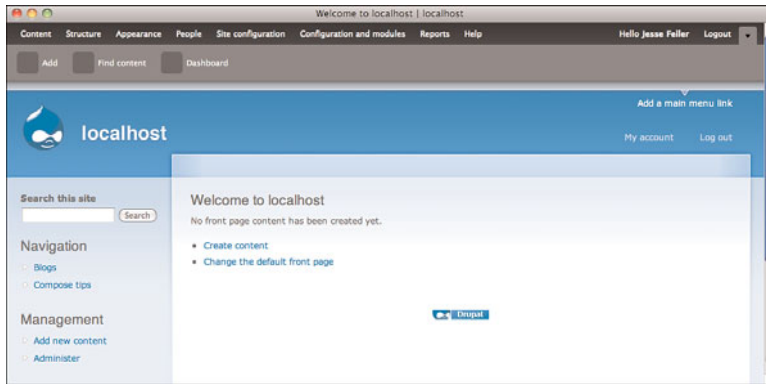 Welcome to localhost | localhost
Content Structure Appearance People Site configuration Configuration and modules Reports Help Hello Jesse Feiler Logout
Add Find content Dashboard
Add a main menu link
localhost
My account Log out
Search this site
Search
Navigation
Blogs
Compose tips
Management
Add new content
Administer
Welcome to localhost
No front page content has been created yet.
Create content
Change the default front page
Drupal